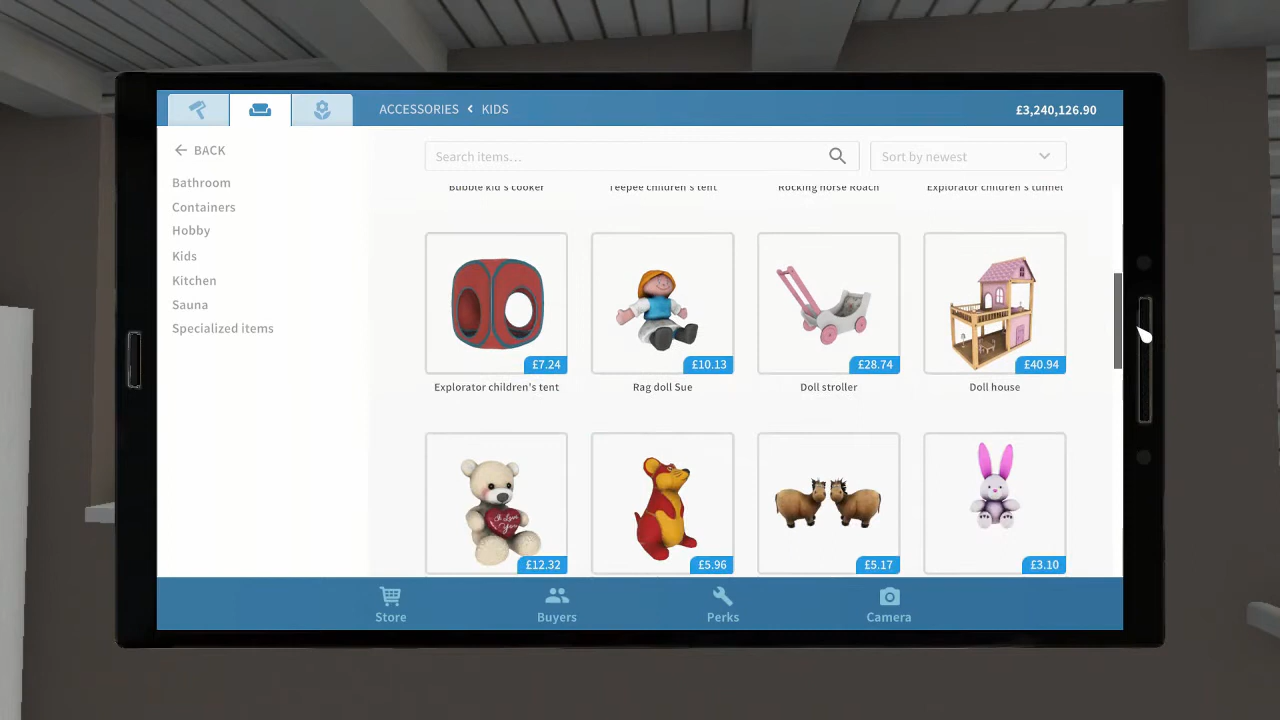 ACCESSORIES < KIDS
£3,240,126.90
BACK
Search items...
Sort by newest
Bathroom
Containers
Hobby
Kids
Kitchen
Sauna
Specialized items
Bubble kid's cooker
Teepee children's tent
Rocking horse Roach
Explorator children's tunnel
£7.24
£10.13
£28.74
£40.94
Explorator children's tent
Rag doll Sue
Doll stroller
Doll house
I Love
You
£12.32
£5.96
£5.17
£3.10
Store
Buyers
Perks
Camera